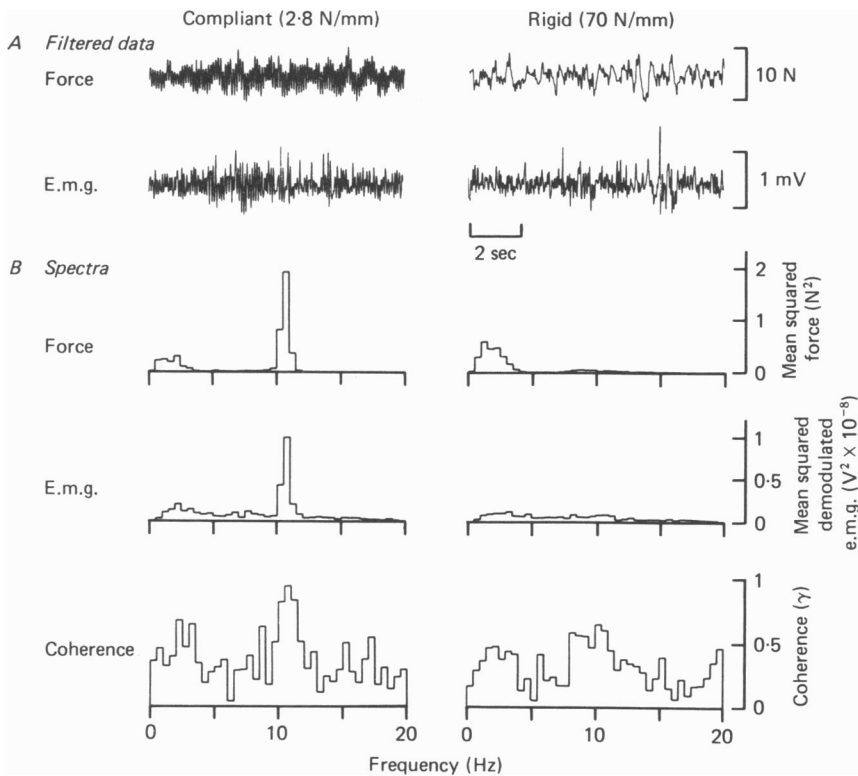 Compliant (2·8 N/mm)
Rigid (70 N/mm)
A Filtered data
Force
10 N
E.m.g.
1 mV
2 sec
B Spectra
Force
2
1
0
Mean squared
force (N²)
E.m.g.
1
0·5
0
Mean squared
demodulated
e.m.g. (V² × 10⁻⁸)
Coherence
1
0·5
0
Coherence (γ)
0
10
20
0
10
20
Frequency (Hz)